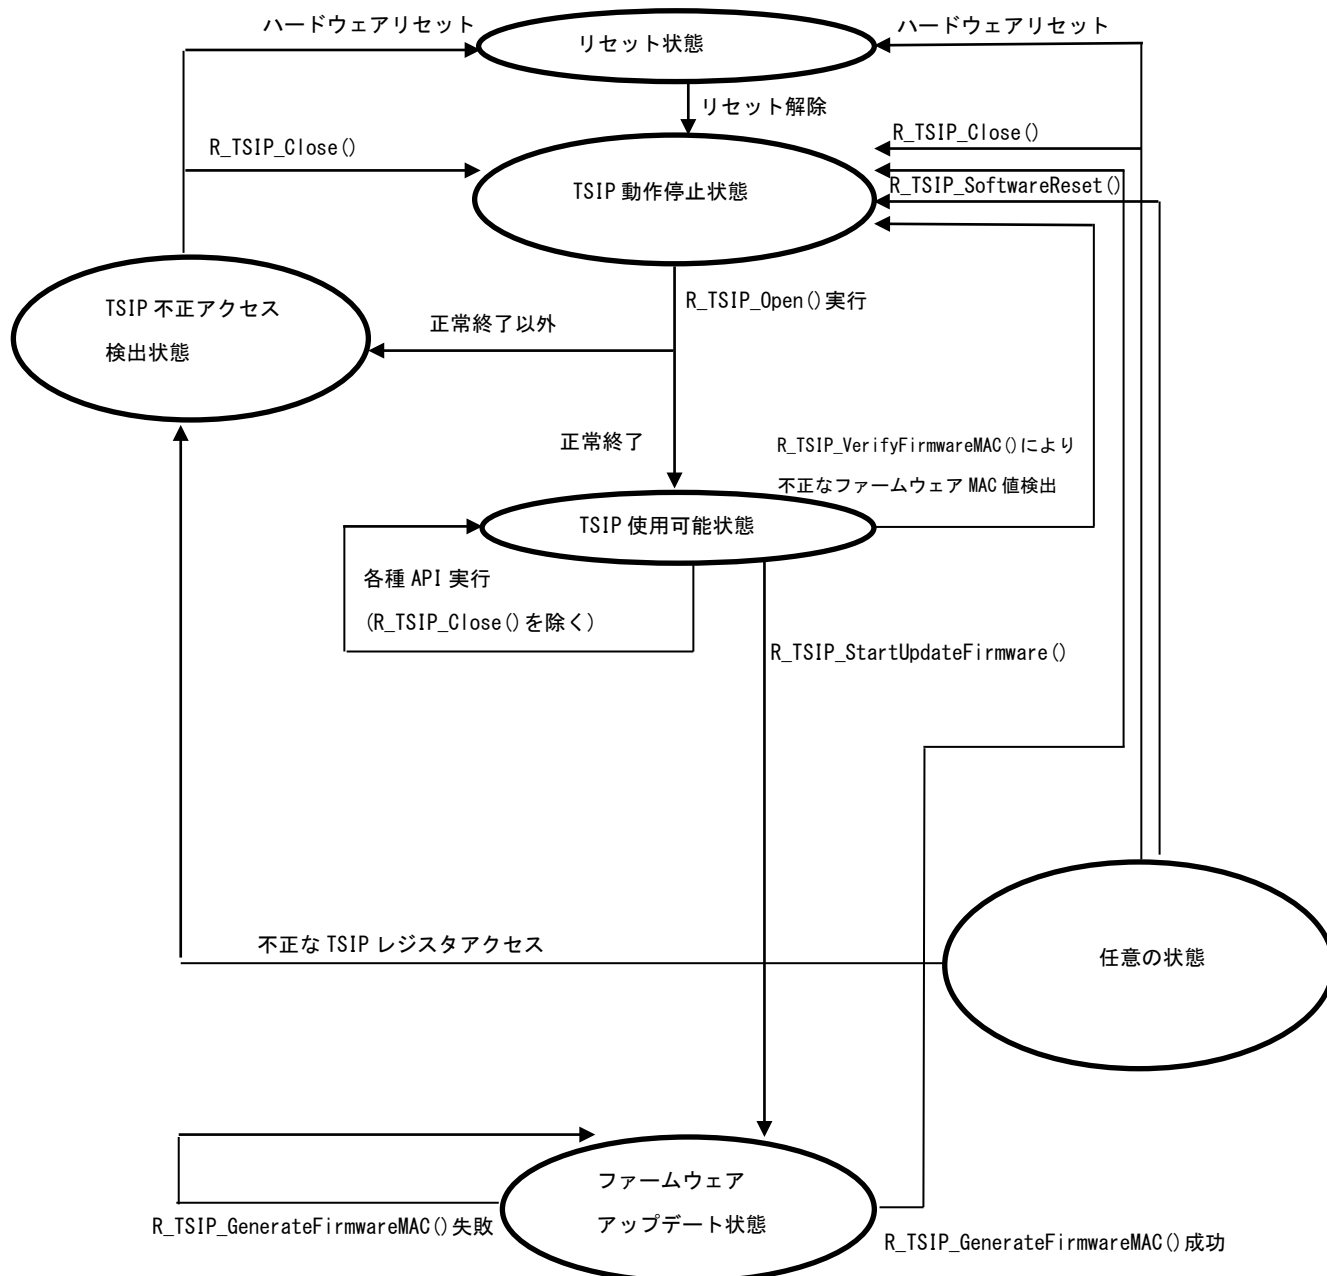 ハードウェアリセット
ハードウェアリセット
リセット状態
リセット解除
R_TSIP_Close()
R_TSIP_Close()
TSIP 動作停止状態
R_TSIP_SoftwareReset()
TSIP 不正アクセス
検出状態
R_TSIP_Open()実行
正常終了以外
正常終了
R_TSIP_VerifyFirmwareMAC()により
不正なファームウェア MAC 値検出
TSIP 使用可能状態
各種 API 実行
(R_TSIP_Close()を除く)
R_TSIP_StartUpdateFirmware()
不正な TSIP レジスタアクセス
任意の状態
ファームウェア
アップデート状態
R_TSIP_GenerateFirmwareMAC()失敗
R_TSIP_GenerateFirmwareMAC()成功